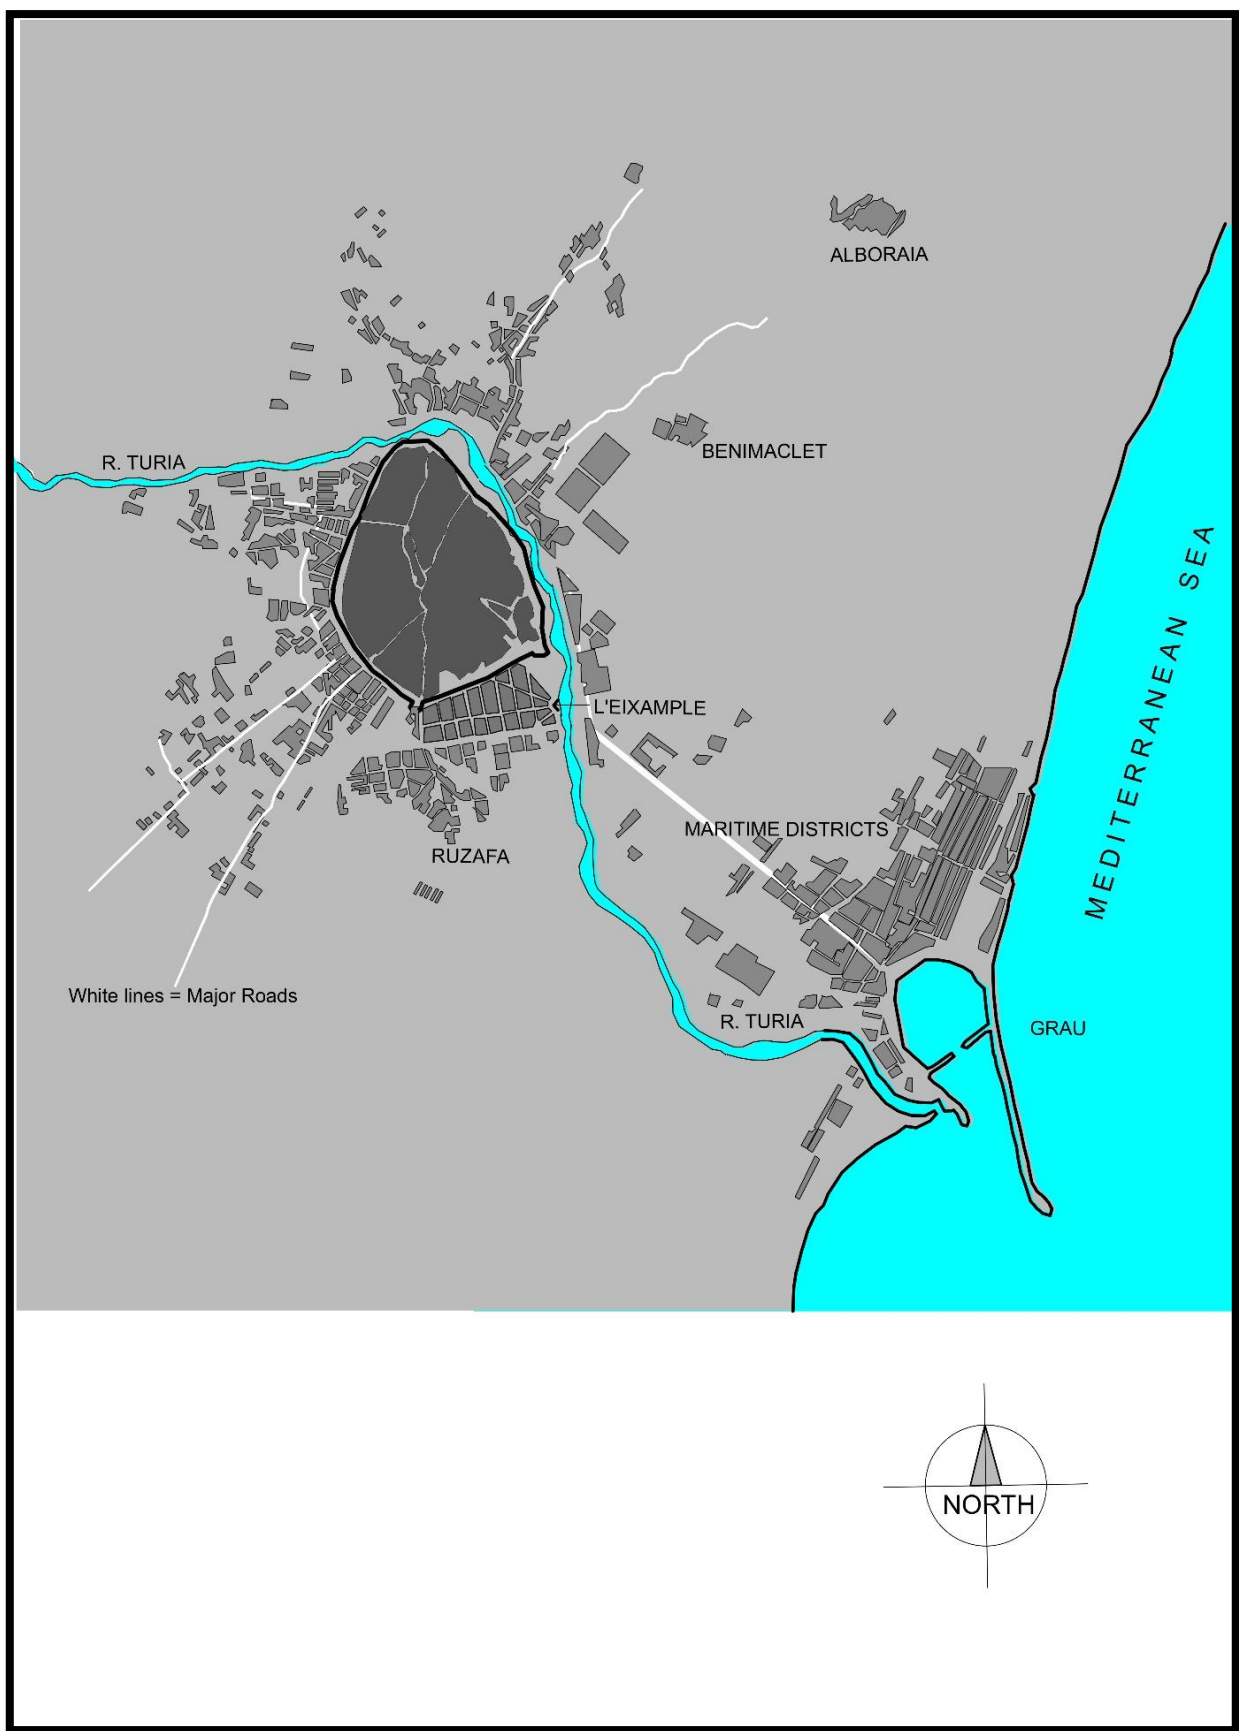 ALBORAIA
BENIMACLET
R. TURIA
MEDITERRANEAN SEA
L'EIXAMPLE
MARITIME DISTRICTS
RUZAFA
White lines = Major Roads
R. TURIA
GRAU
NORTH